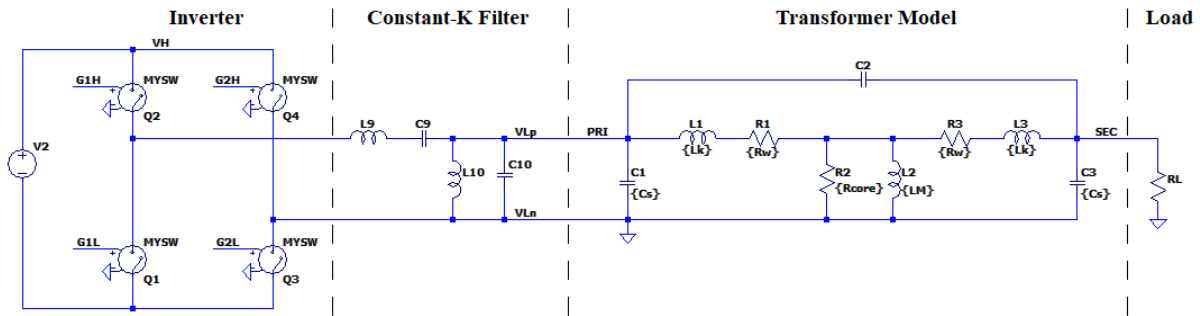 Inverter
Constant-K Filter
Transformer Model
Load
VH
G1H
MYSW
Q2
G2H
MYSW
Q4
V2
G1L
MYSW
Q1
G2L
MYSW
Q3
L9
C9
L10
C10
VLp
VLn
PRI
C2
L1
{Lk}
R1
{Rw}
R3
{Rw}
L3
{Lk}
SEC
C1
{Cs}
R2
{Rcore}
L2
{LM}
C3
{Cs}
RL